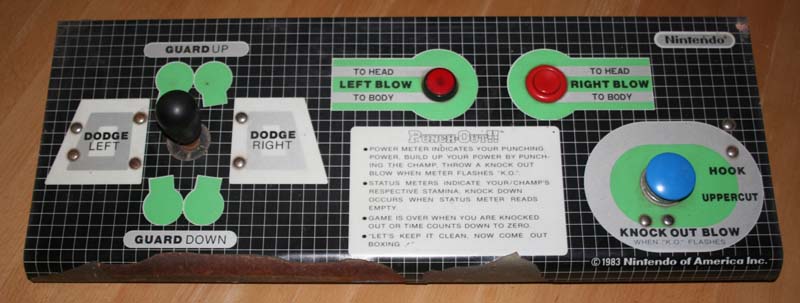 GUARD UP
DODGE LEFT
DODGE RIGHT
GUARD DOWN
TO HEAD
LEFT BLOW
TO BODY
TO HEAD
RIGHT BLOW
TO BODY
Nintendo
PUNCH-OUT!!™
• POWER METER INDICATES YOUR PUNCHING
POWER. BUILD UP YOUR POWER BY PUNCH-
ING THE CHAMP, THROW A KNOCK OUT
BLOW WHEN METER FLASHES "K.O."
• STATUS METERS INDICATE YOUR/CHAMP'S
RESPECTIVE STAMINA. KNOCK DOWN
OCCURS WHEN STATUS METER READS
EMPTY.
• GAME IS OVER WHEN YOU ARE KNOCKED
OUT OR TIME COUNTS DOWN TO ZERO.
• "LET'S KEEP IT CLEAN, NOW COME OUT
BOXING !"
HOOK
UPPERCUT
KNOCK OUT BLOW
WHEN "K.O." FLASHES
© 1983 Nintendo of America Inc.